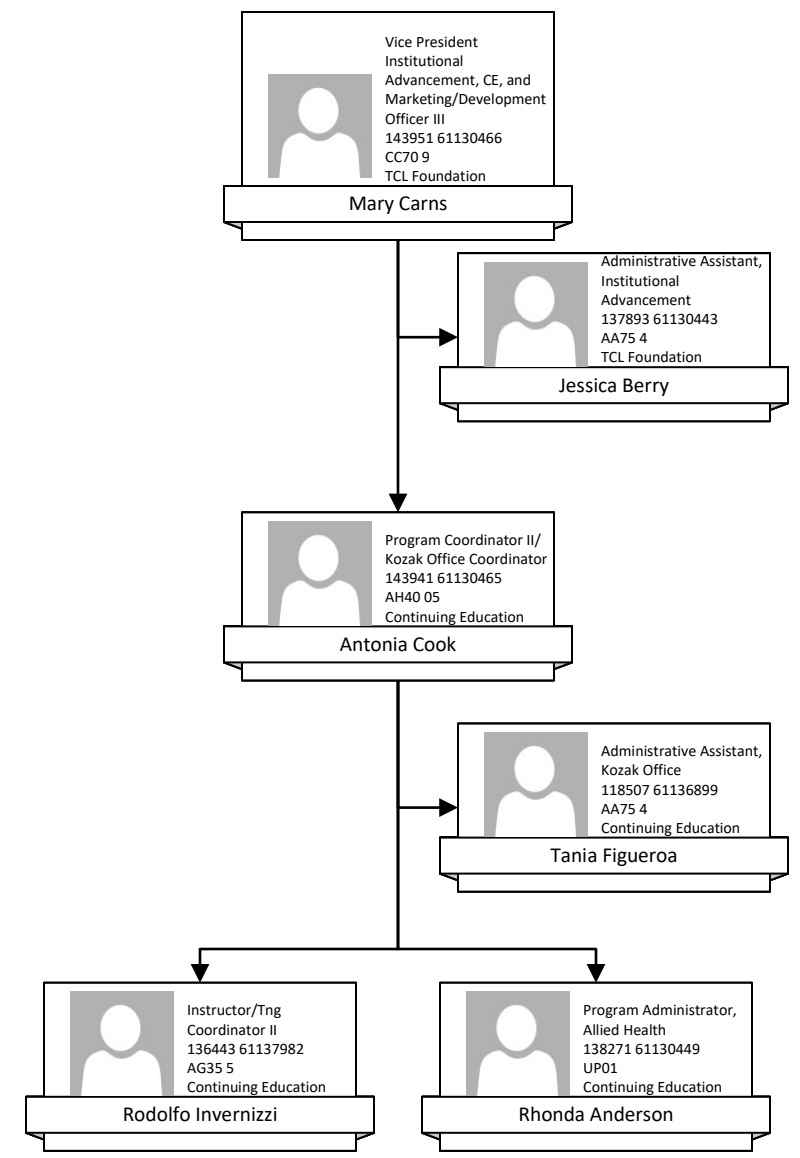 Vice President
Institutional
Advancement, CE, and
Marketing/Development
Officer III
143951 61130466
CC70 9
TCL Foundation
Mary Carns
Administrative Assistant,
Institutional
Advancement
137893 61130443
AA75 4
TCL Foundation
Jessica Berry
Program Coordinator II/
Kozak Office Coordinator
143941 61130465
AH40 05
Continuing Education
Antonia Cook
Administrative Assistant,
Kozak Office
118507 61136899
AA75 4
Continuing Education
Tania Figueroa
Instructor/Tng
Coordinator II
136443 61137982
AG35 5
Continuing Education
Rodolfo Invernizzi
Program Administrator,
Allied Health
138271 61130449
UP01
Continuing Education
Rhonda Anderson